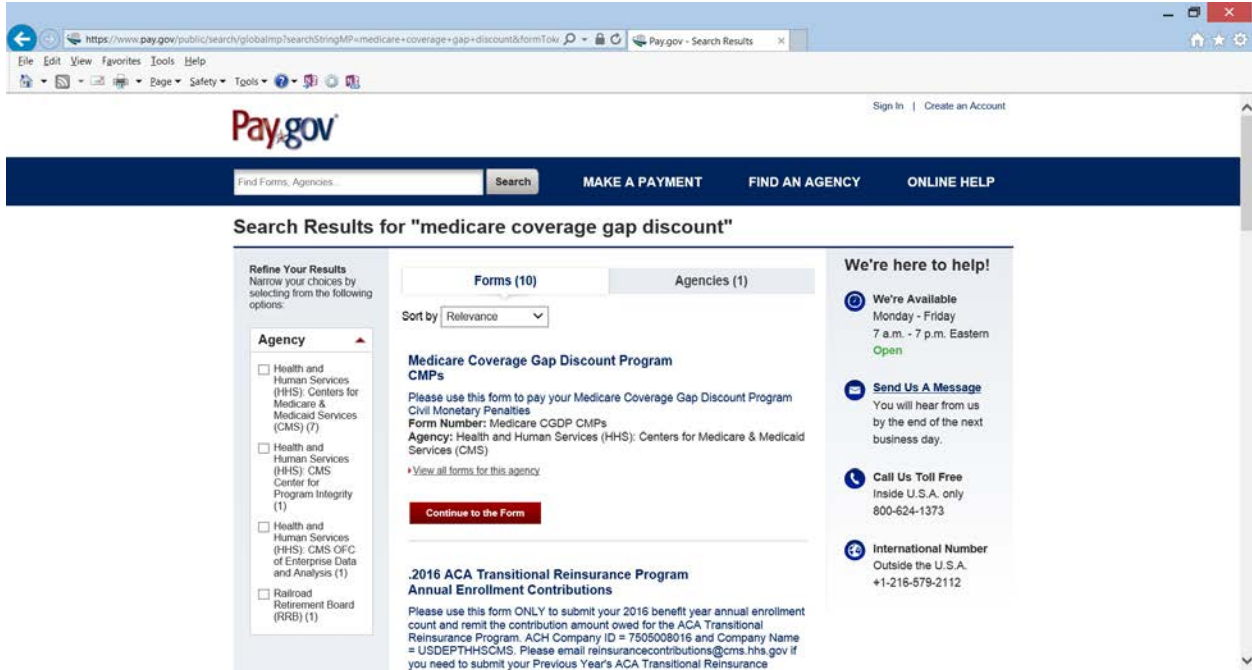 https://www.pay.gov/public/search/globalmp?searchStringMP=medicare+coverage+gap+discount&formToke
Pay.gov - Search Results
File Edit View Favorites Tools Help
Page Safety Tools
Sign In | Create an Account
Pay.gov
Find Forms, Agencies...
Search
MAKE A PAYMENT
FIND AN AGENCY
ONLINE HELP
Search Results for "medicare coverage gap discount"
Refine Your Results
Narrow your choices by
selecting from the following
options:
Agency
Health and
Human Services
(HHS): Centers for
Medicare &
Medicaid Services
(CMS) (7)
Health and
Human Services
(HHS): CMS
Center for
Program Integrity
(1)
Health and
Human Services
(HHS): CMS OFC
of Enterprise Data
and Analysis (1)
Railroad
Retirement Board
(RRB) (1)
Forms (10)
Agencies (1)
Sort by Relevance
Medicare Coverage Gap Discount Program
CMPs
Please use this form to pay your Medicare Coverage Gap Discount Program
Civil Monetary Penalties
Form Number: Medicare CGDP CMPs
Agency: Health and Human Services (HHS): Centers for Medicare & Medicaid
Services (CMS)
View all forms for this agency
Continue to the Form
.2016 ACA Transitional Reinsurance Program
Annual Enrollment Contributions
Please use this form ONLY to submit your 2016 benefit year annual enrollment
count and remit the contribution amount owed for the ACA Transitional
Reinsurance Program. ACH Company ID = 7505008016 and Company Name
= USDEPTHHSCMS. Please email reinsurancecontributions@cms.hhs.gov if
you need to submit your Previous Year's ACA Transitional Reinsurance
We're here to help!
We're Available
Monday - Friday
7 a.m. - 7 p.m. Eastern
Open
Send Us A Message
You will hear from us
by the end of the next
business day.
Call Us Toll Free
Inside U.S.A. only
800-624-1373
International Number
Outside the U.S.A.
+1-216-579-2112